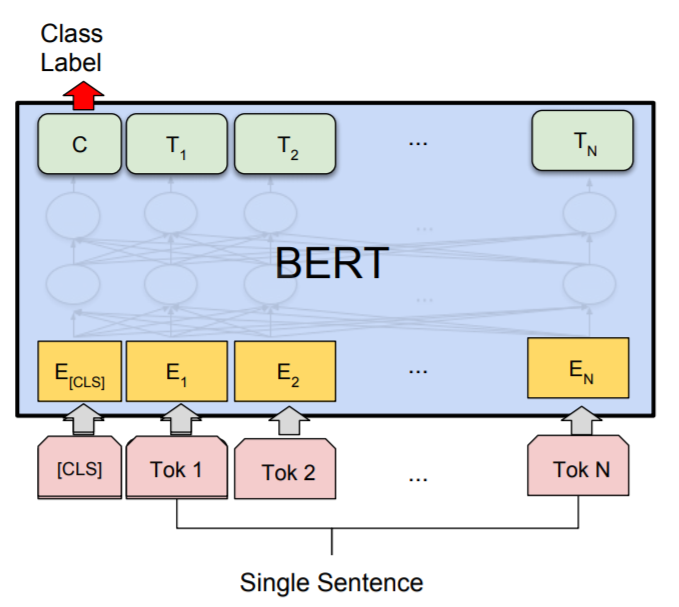 Class
Label
C T1 T2 ... TN
...
BERT
...
E[CLS] E1 E2 ... EN
[CLS] Tok 1 Tok 2 ... Tok N
Single Sentence